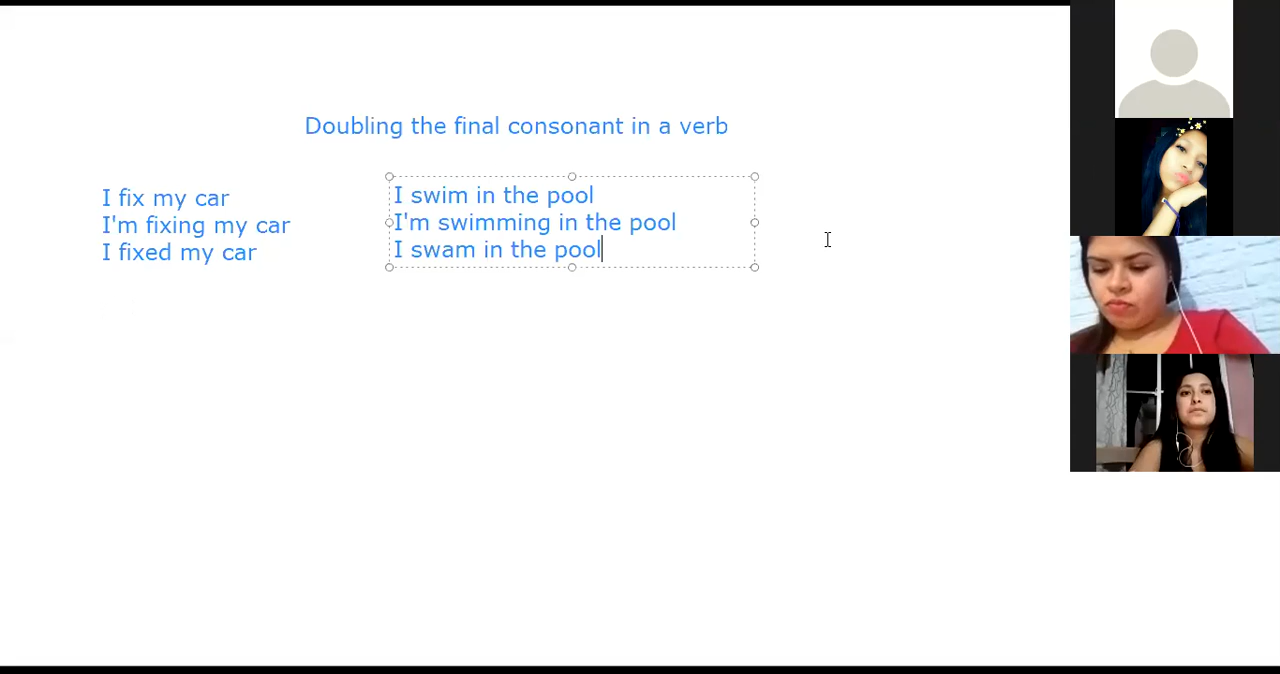 Doubling the final consonant in a verb
I fix my car
I'm fixing my car
I fixed my car
I swim in the pool
I'm swimming in the pool
I swam in the pool